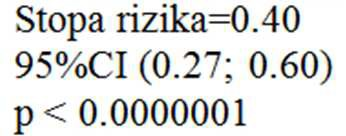 Stopa rizika=0.40
95%CI (0.27; 0.60)
p < 0.0000001